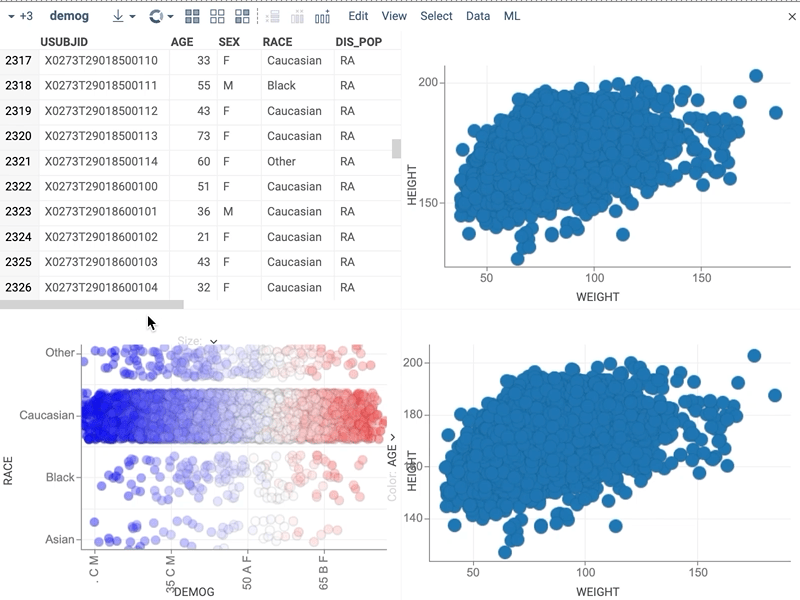 +3 demog Edit View Select Data ML
USUBJID AGE SEX RACE DIS_POP
2317 X0273T29018500110 33 F Caucasian RA
2318 X0273T29018500111 55 M Black RA
2319 X0273T29018500112 43 F Caucasian RA
2320 X0273T29018500113 73 F Caucasian RA
2321 X0273T29018500114 60 F Other RA
2322 X0273T29018600100 51 F Caucasian RA
2323 X0273T29018600101 36 M Caucasian RA
2324 X0273T29018600102 21 F Caucasian RA
2325 X0273T29018600103 43 F Caucasian RA
2326 X0273T29018600104 32 F Caucasian RA
200
150
HEIGHT
50 100 150
WEIGHT
Size:
Other
Caucasian
Black
Asian
RACE
. C M 35 C M 50 A F 65 B F
DEMOG
Color: AGE
200
180
160
140
HEIGHT
50 100 150
WEIGHT